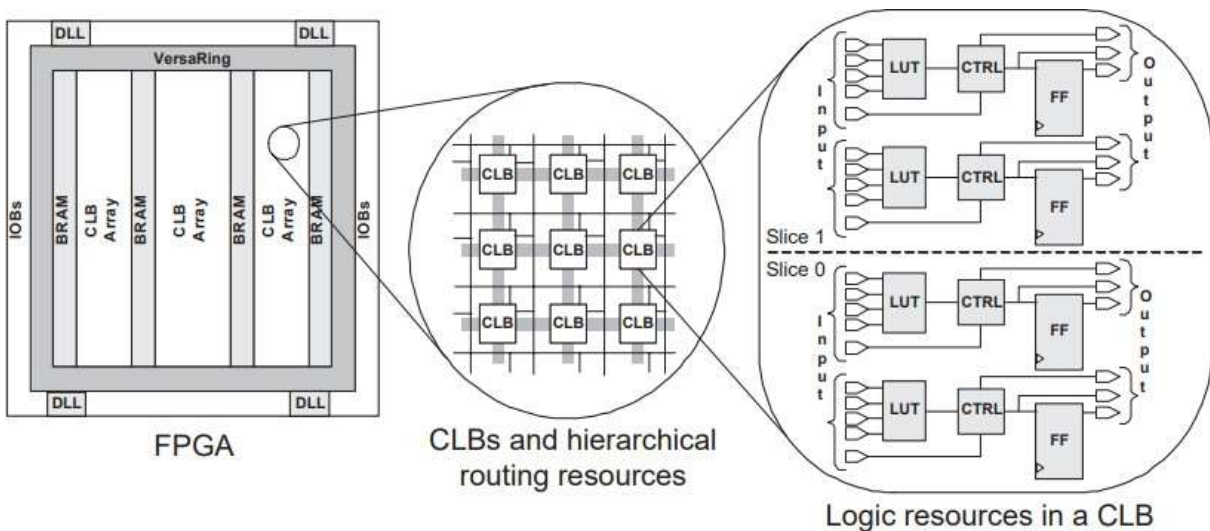 DLL
DLL
VersaRing
IOBs
BRAM
CLB
Array
BRAM
CLB
Array
BRAM
CLB
Array
BRAM
IOBs
DLL
DLL
FPGA
CLB CLB CLB
CLB CLB CLB
CLB CLB CLB
CLBs and hierarchical
routing resources
Input
LUT
CTRL
FF
Output
LUT
CTRL
FF
Slice 1
Slice 0
Input
LUT
CTRL
FF
Output
LUT
CTRL
FF
Logic resources in a CLB